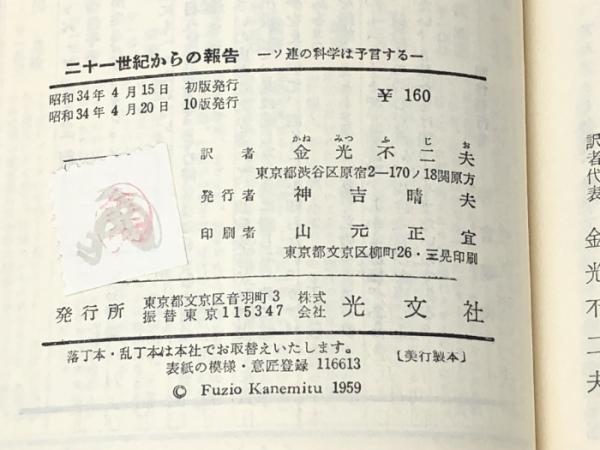 二十一世紀からの報告 ―ソ連の科学は予言する―
昭和34年4月15日 初版発行
昭和34年4月20日 10版発行
¥ 160
かね みつ ふ じ お
訳者 金光不二夫
東京都渋谷区原宿2―170ノ18関原方
発行者 神吉晴夫
印刷者 山元正宜
東京都文京区柳町26・三晃印刷
発行所 東京都文京区音羽町3 株式会社 光文社
振替東京115347
落丁本・乱丁本は本社でお取替えいたします。
表紙の模様・意匠登録 116613
〔美行製本〕
© Fuzio Kanemitu 1959
訳者代表
金光不二夫